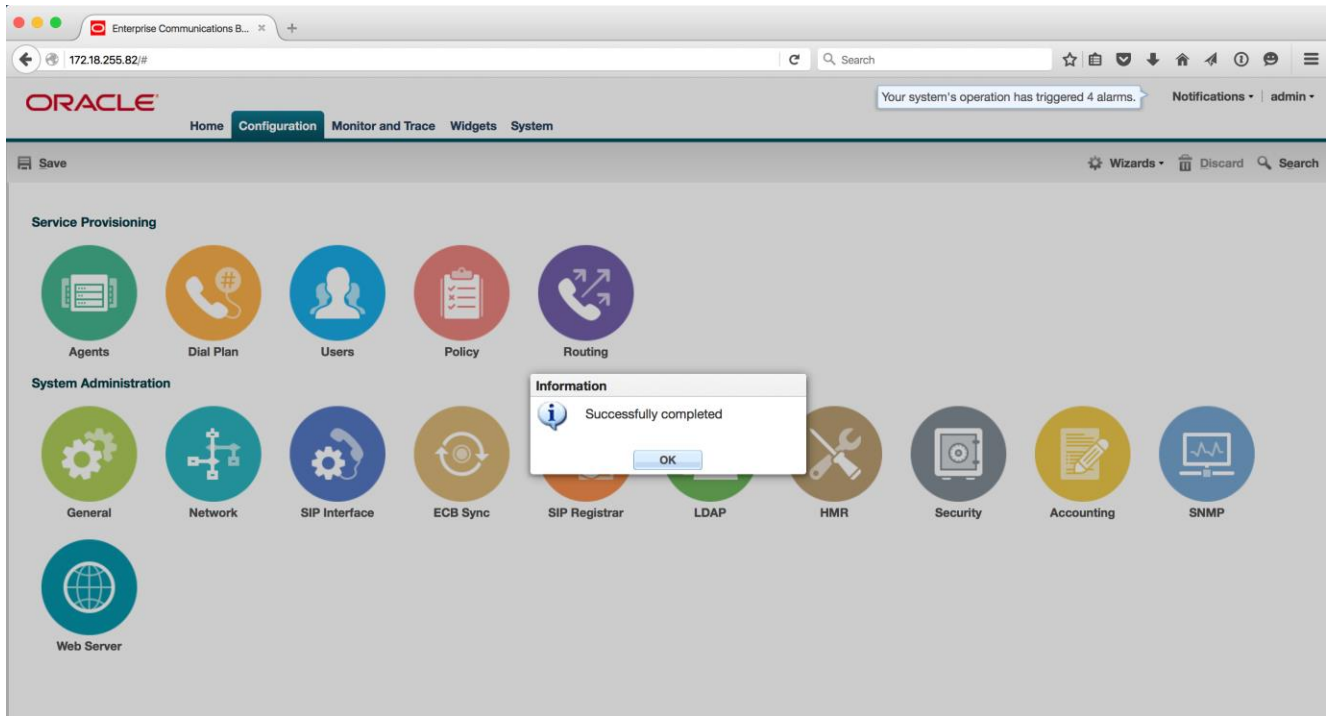 Enterprise Communications B... × +
172.18.255.82/# Search
ORACLE
Your system's operation has triggered 4 alarms. Notifications admin
Home Configuration Monitor and Trace Widgets System
Save Wizards Discard Search
Service Provisioning
Agents Dial Plan Users Policy Routing
System Administration
Information
Successfully completed
OK
General Network SIP Interface ECB Sync SIP Registrar LDAP HMR Security Accounting SNMP
Web Server